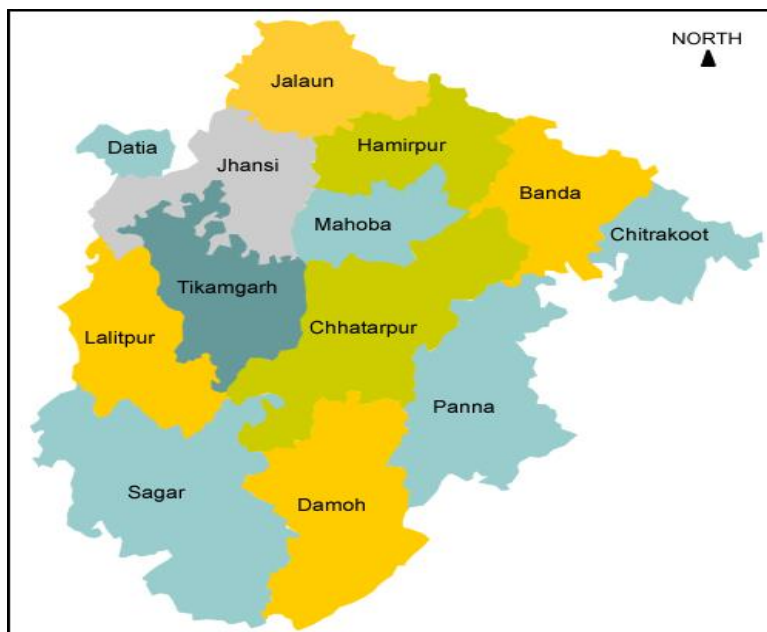 NORTH
Jalaun
Datia
Jhansi
Hamirpur
Banda
Mahoba
Chitrakoot
Tikamgarh
Lalitpur
Chhatarpur
Panna
Sagar
Damoh